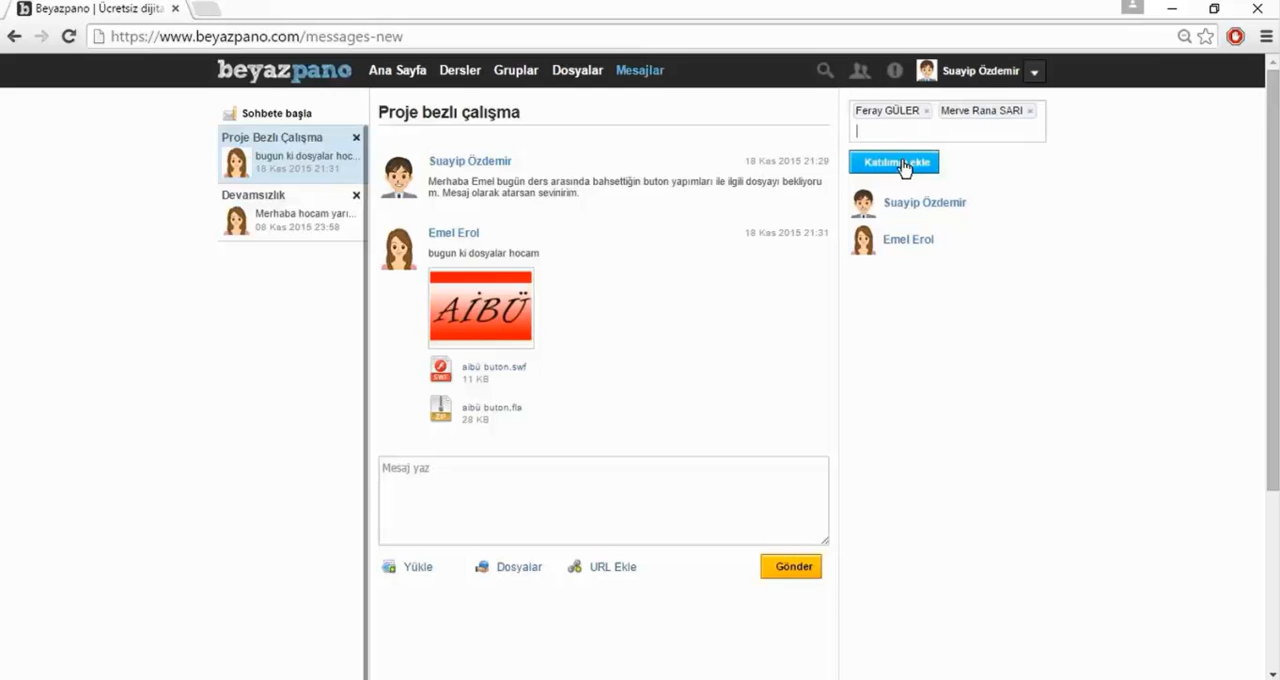 Beyazpano | Ücretsiz dijita
https://www.beyazpano.com/messages-new
beyazpano Ana Sayfa Dersler Gruplar Dosyalar Mesajlar Suayip Özdemir
Sohbete başla
Proje Bezlı Çalışma
bugun ki dosyalar hoc...
18 Kas 2015 21:31
Devamsızlık
Merhaba hocam yarı...
08 Kas 2015 23:58
Proje bezlı çalışma
Suayip Özdemir 18 Kas 2015 21:29
Merhaba Emel bugün ders arasında bahsettiğin buton yapımları ile ilgili dosyayı bekliyoru
m. Mesaj olarak atarsan sevinirim.
Emel Erol 18 Kas 2015 21:31
bugun ki dosyalar hocam
AİBÜ
SWF
aibü buton.swf
11 KB
ZIP
aibü buton.fla
28 KB
Mesaj yaz
Yükle Dosyalar URL Ekle Gönder
Feray GÜLER × Merve Rana SARI ×
ekle
Suayip Özdemir
Emel Erol